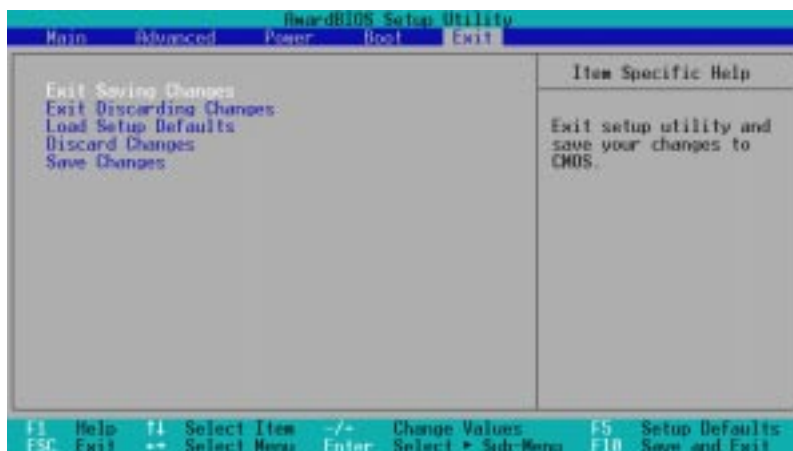 AwardBIOS Setup Utility
Main Advanced Power Boot Exit
Item Specific Help
Exit Saving Changes
Exit Discarding Changes
Load Setup Defaults
Discard Changes
Save Changes
Exit setup utility and
save your changes to
CMOS.
F1 Help ↑↓ Select Item -/+ Change Values F5 Setup Defaults
ESC Exit ←→ Select Menu Enter Select ► Sub-Menu F10 Save and Exit